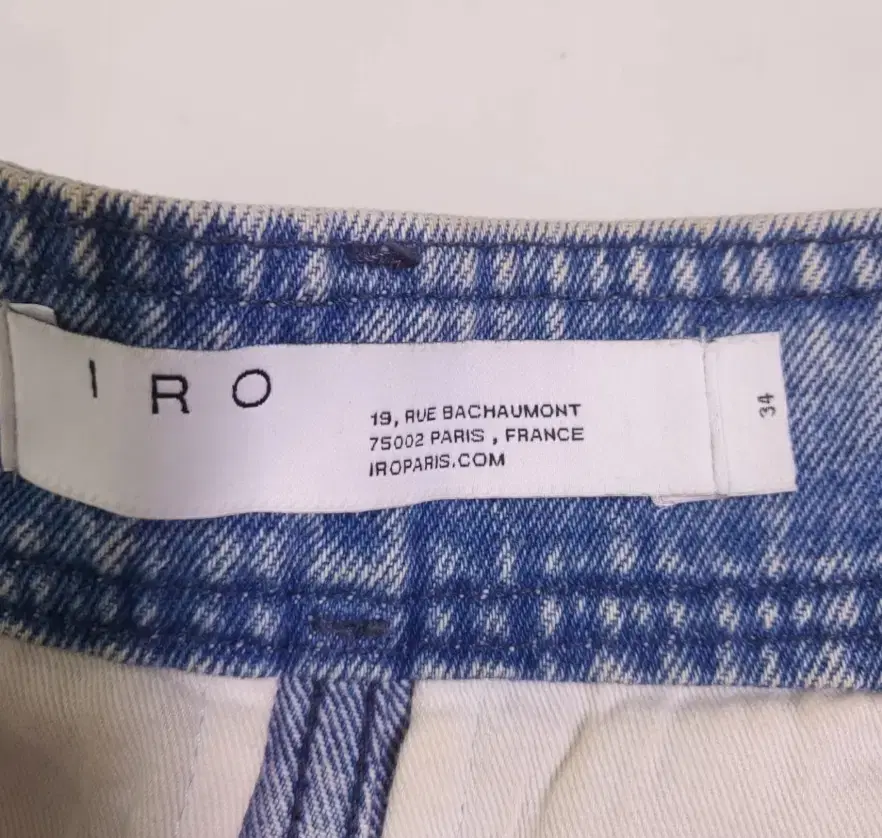 IRO
19, RUE BACHAUMONT
75002 PARIS , FRANCE
IROPARIS.COM
34